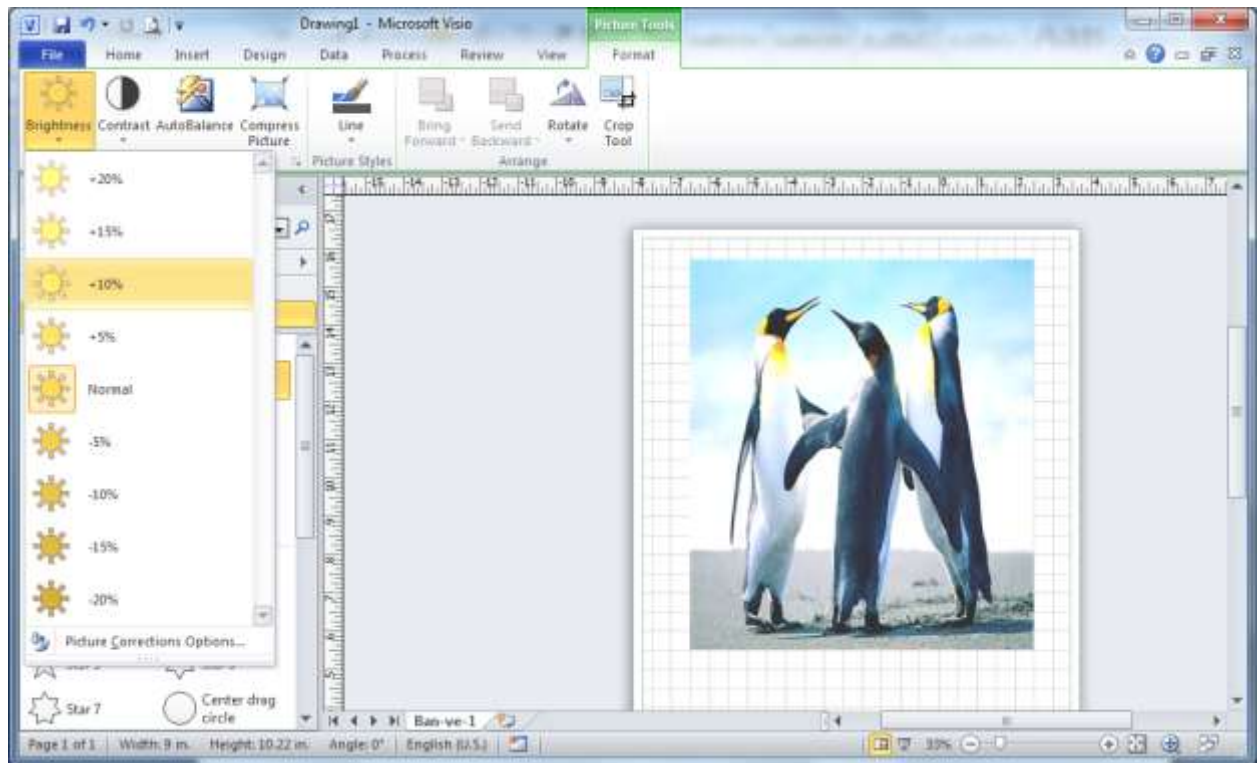 Drawing1 - Microsoft Visio
Picture Tools
File Home Insert Design Data Process Review View Format
Brightness Contrast AutoBalance Compress Picture Line Bring Forward Send Backward Rotate Crop Tool
Picture Styles Arrange
+20%
+15%
+10%
+5%
Normal
-5%
-10%
-15%
-20%
Picture Corrections Options...
Star 7 Center drag circle
Ban-ve-1
Page 1 of 1 Width: 9 in. Height: 10.22 in. Angle: 0° English (U.S.) 33%